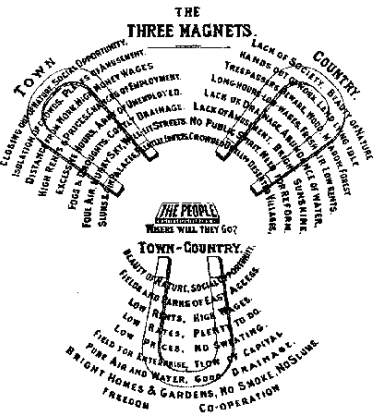 THE
THREE MAGNETS.
TOWN
CLOSING OUT OF NATURE. SOCIAL OPPORTUNITY.
ISOLATION OF CROWDS. PLACES OF AMUSEMENT.
DISTANCE FROM WORK. HIGH MONEY WAGES
HIGH RENTS & PRICES. CHANCES OF EMPLOYMENT.
EXCESSIVE HOURS. ARMY OF UNEMPLOYED.
FOGS & DROUGHTS. COSTLY DRAINAGE.
FOUL AIR. MURKY SKY. WELL LIT STREETS
SLUMS & GIN PALACES.
COUNTRY.
LACK OF SOCIETY. BEAUTY OF NATURE
HANDS OUT OF WORK. LAND LYING IDLE
TRESPASSERS BEWARE. WOOD, MEADOW, FOREST
LONG HOURS LOW WAGES. FRESH AIR LOW RENTS.
LACK OF DRAINAGE. ABUNDANCE OF WATER.
LACK OF AMUSEMENT. BRIGHT SUNSHINE.
NO PUBLIC SPIRIT. NEED FOR REFORM.
CROWDED DWELLINGS. DESERTED VILLAGES.
THE PEOPLE
WHERE WILL THEY GO?
TOWN-COUNTRY.
BEAUTY OF NATURE, SOCIAL OPPORTUNITY.
FIELDS AND PARKS OF EASY ACCESS.
LOW RENTS, HIGH WAGES.
LOW RATES, PLENTY TO DO.
LOW PRICES, NO SWEATING.
FIELD FOR ENTERPRISE, FLOW OF CAPITAL
PURE AIR AND WATER, GOOD DRAINAGE.
BRIGHT HOMES & GARDENS, NO SMOKE, NO SLUMS.
FREEDOM CO-OPERATION